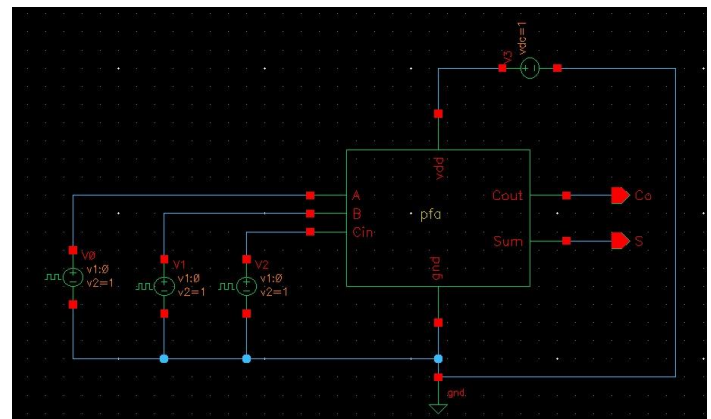 V3
vdc=1
vdd
A
B
Cin
pfa
Cout
Sum
Co
S
gnd
V0
v1:0
v2=1
V1
v1:0
v2=1
V2
v1:0
v2=1
gnd